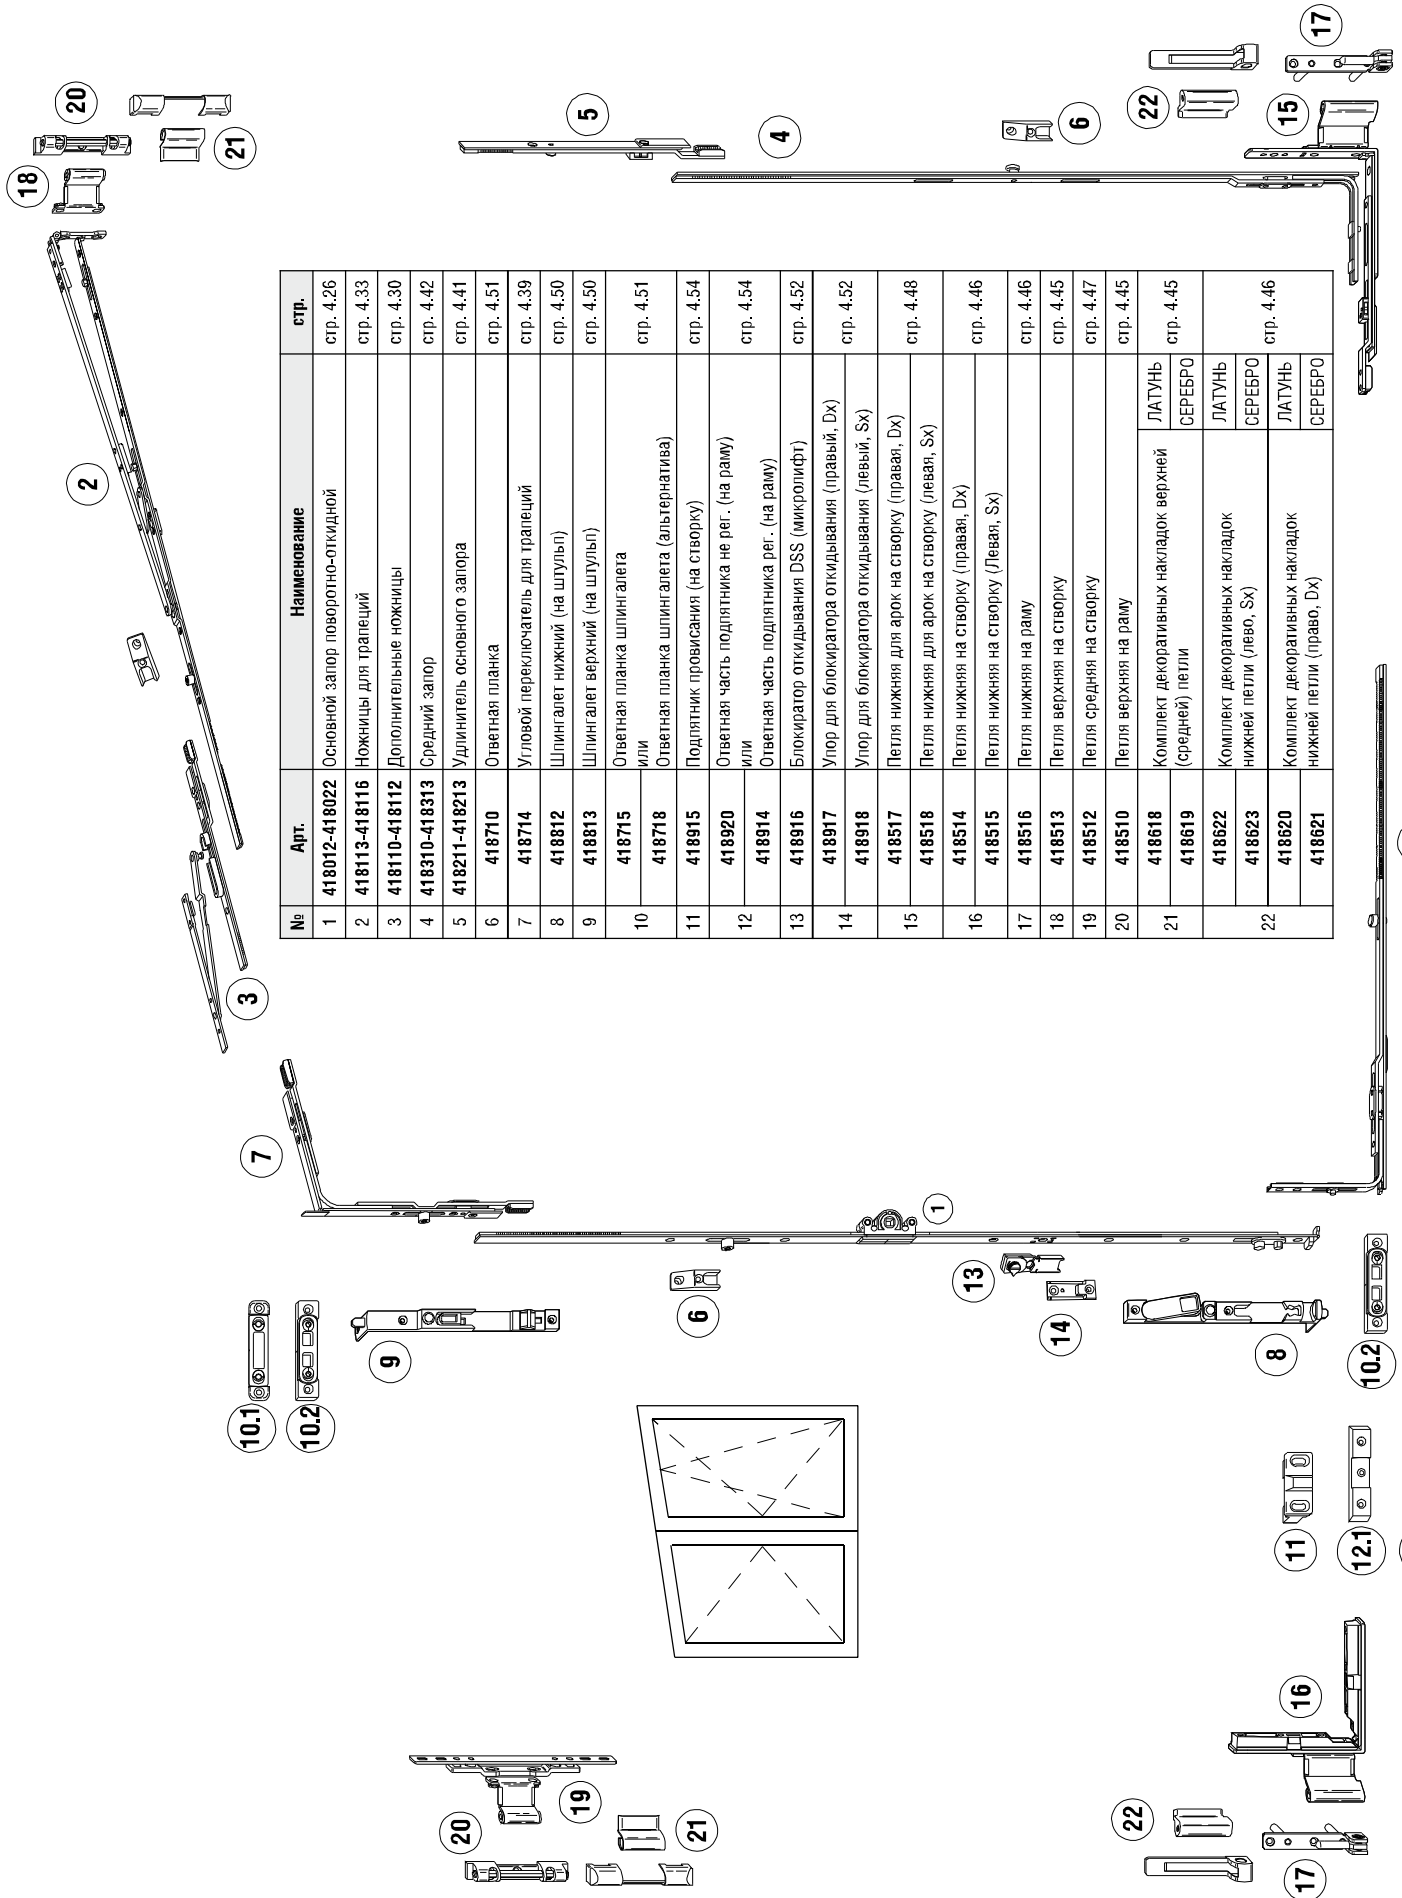 № Арт. Наименование стр.
1 418012-418022 Основной запор поворотно-откидной стр. 4.26
2 418113-418116 Ножницы для трапеций стр. 4.33
3 418110-418112 Дополнительные ножницы стр. 4.30
4 418310-418313 Средний запор стр. 4.42
5 418211-418213 Удлинитель основного запора стр. 4.41
6 418710 Ответная планка стр. 4.51
7 418714 Угловой переключатель для трапеций стр. 4.39
8 418812 Шпингалет нижний (на штульп) стр. 4.50
9 418813 Шпингалет верхний (на штульп) стр. 4.50
10 418715 Ответная планка шпингалета стр. 4.51
или
418718 Ответная планка шпингалета (альтернатива)
11 418915 Подпятник провисания (на створку) стр. 4.54
12 418920 Ответная часть подпятника не рег. (на раму) стр. 4.54
или
418914 Ответная часть подпятника рег. (на раму)
13 418916 Блокиратор откидывания DSS (микролифт) стр. 4.52
14 418917 Упор для блокиратора откидывания (правый, Dx) стр. 4.52
418918 Упор для блокиратора откидывания (левый, Sx)
15 418517 Петля нижняя для арок на створку (правая, Dx) стр. 4.48
418518 Петля нижняя для арок на створку (левая, Sx)
16 418514 Петля нижняя на створку (правая, Dx) стр. 4.46
418515 Петля нижняя на створку (Левая, Sx)
17 418516 Петля нижняя на раму стр. 4.46
18 418513 Петля верхняя на створку стр. 4.45
19 418512 Петля средняя на створку стр. 4.47
20 418510 Петля верхняя на раму стр. 4.45
21 418618 Комплект декоративных накладок верхней ЛАТУНЬ стр. 4.45
418619 (средней) петли СЕРЕБРО
22 418622 Комплект декоративных накладок ЛАТУНЬ стр. 4.46
418623 нижней петли (лево, Sx) СЕРЕБРО
418620 Комплект декоративных накладок ЛАТУНЬ
418621 нижней петли (право, Dx) СЕРЕБРО
20
19
21
22
17
16
10.1
10.2
9
11
12.1
7
6
13
14
8
10.2
1
3
2
18
20
21
5
4
6
22
15
17